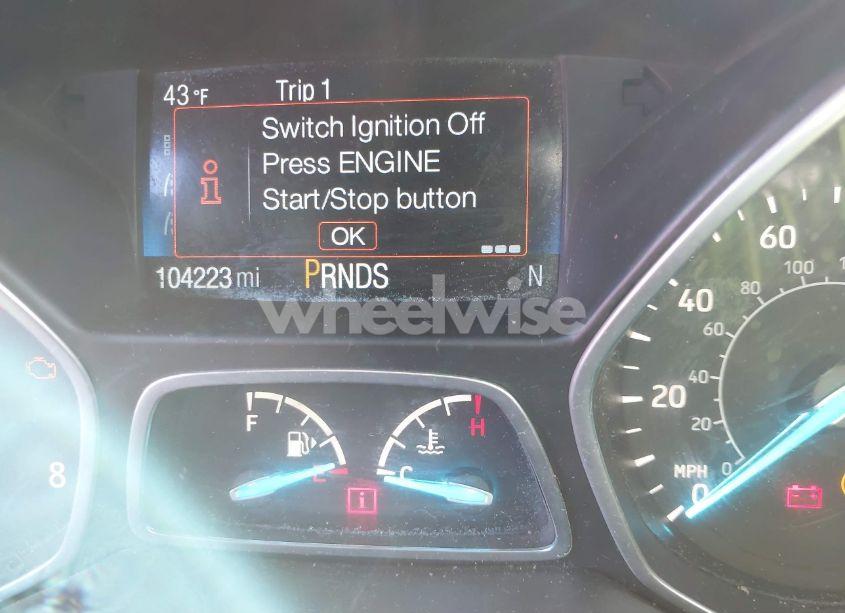 43 °F Trip 1
Switch Ignition Off
Press ENGINE
Start/Stop button
OK
104223 mi PRNDS N
wheelwise
60
100
40
80
60
20
40
20
MPH 0
0
F
H
E
C
i
8